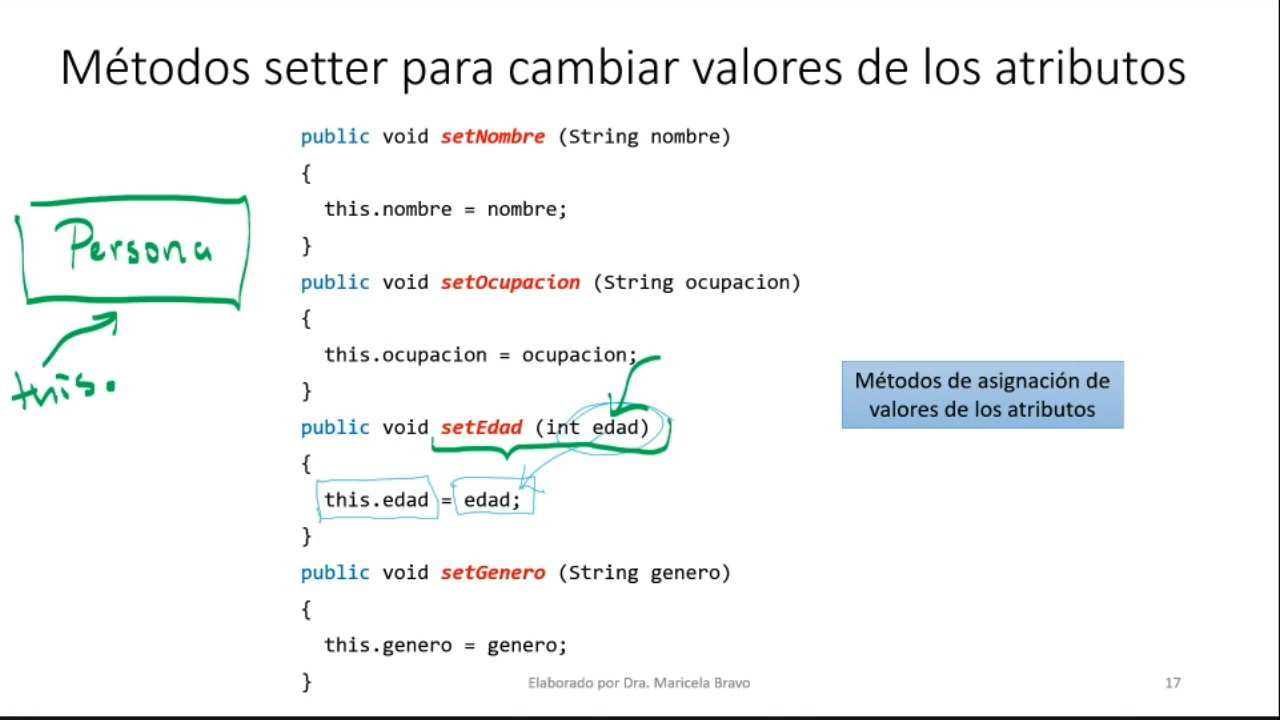 Métodos setter para cambiar valores de los atributos
public void setNombre (String nombre)
{
this.nombre = nombre;
}
public void setOcupacion (String ocupacion)
{
this.ocupacion = ocupacion;
}
public void setEdad (int edad)
{
this.edad = edad;
}
public void setGenero (String genero)
{
this.genero = genero;
}
Persona
this.
Métodos de asignación de
valores de los atributos
Elaborado por Dra. Maricela Bravo
17